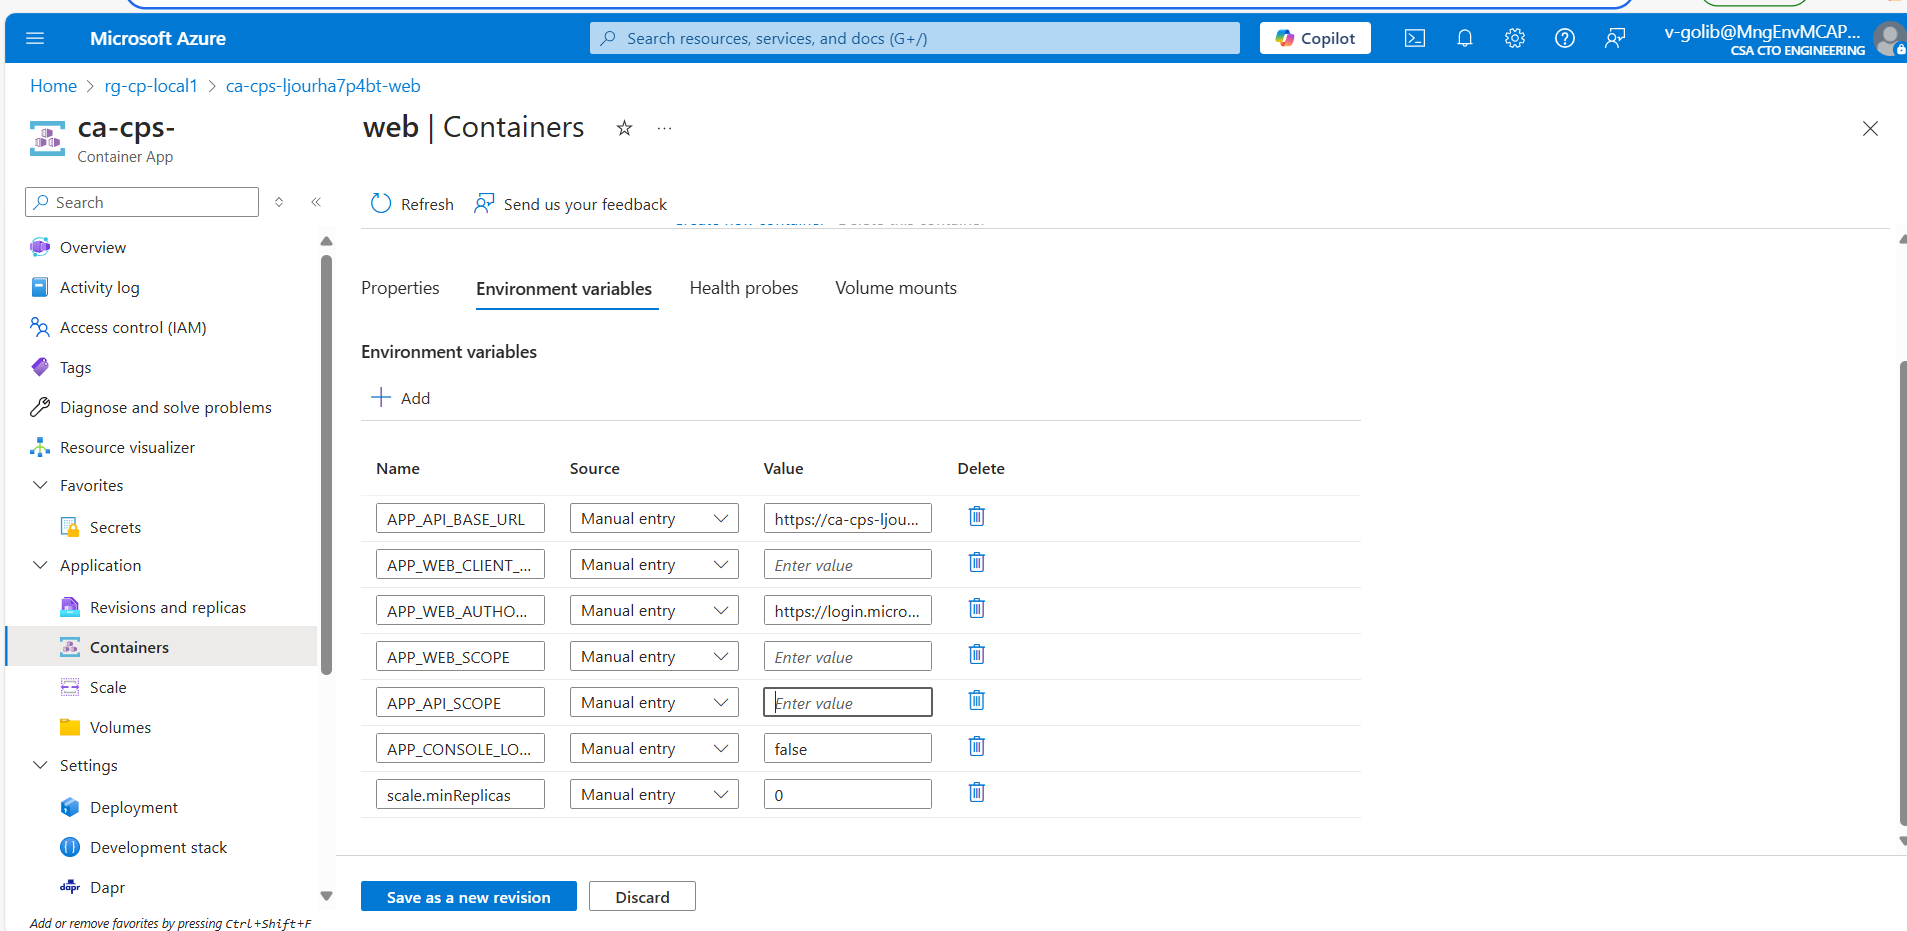 Microsoft Azure
Search resources, services, and docs (G+/)
Copilot
v-golib@MngEnvMCAP...
CSA CTO ENGINEERING
Home > rg-cp-local1 > ca-cps-ljourha7p4bt-web
ca-cps-
Container App
web | Containers
Search
Refresh
Send us your feedback
Create new container
Delete this container
Overview
Activity log
Access control (IAM)
Tags
Diagnose and solve problems
Resource visualizer
Favorites
Secrets
Application
Revisions and replicas
Containers
Scale
Volumes
Settings
Deployment
Development stack
Dapr
Add or remove favorites by pressing Ctrl+Shift+F
Properties
Environment variables
Health probes
Volume mounts
Environment variables
Add
Name Source Value Delete
APP_API_BASE_URL Manual entry https://ca-cps-ljou...
APP_WEB_CLIENT_... Manual entry Enter value
APP_WEB_AUTHO... Manual entry https://login.micro...
APP_WEB_SCOPE Manual entry Enter value
APP_API_SCOPE Manual entry Enter value
APP_CONSOLE_LO... Manual entry false
scale.minReplicas Manual entry 0
Save as a new revision
Discard